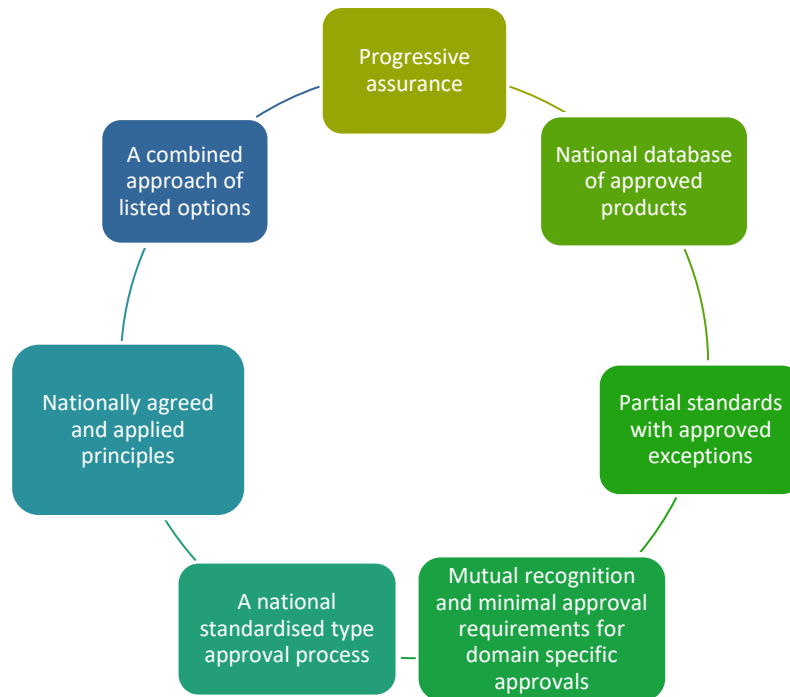 Progressive
assurance
National database
of approved
products
Partial standards
with approved
exceptions
Mutual recognition
and minimal approval
requirements for
domain specific
approvals
A national
standardised type
approval process
Nationally agreed
and applied
principles
A combined
approach of
listed options